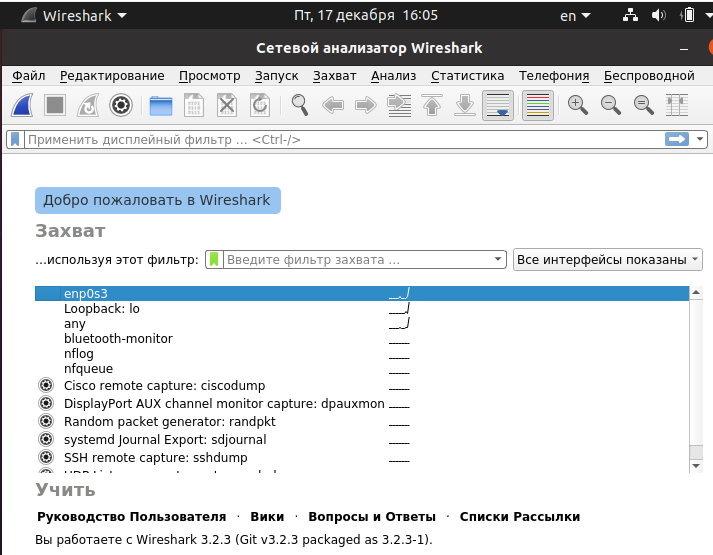 Wireshark Пт, 17 декабря 16:05 en
Сетевой анализатор Wireshark
Файл Редактирование Просмотр Запуск Захват Анализ Статистика Телефония Беспроводной
Применить дисплейный фильтр ... <Ctrl-/>
Добро пожаловать в Wireshark
Захват
...используя этот фильтр: Введите фильтр захвата ... Все интерфейсы показаны
enp0s3
Loopback: lo
any
bluetooth-monitor
nflog
nfqueue
Cisco remote capture: ciscodump
DisplayPort AUX channel monitor capture: dpauxmon
Random packet generator: randpkt
systemd Journal Export: sdjournal
SSH remote capture: sshdump
Учить
Руководство Пользователя · Вики · Вопросы и Ответы · Списки Рассылки
Вы работаете с Wireshark 3.2.3 (Git v3.2.3 packaged as 3.2.3-1).